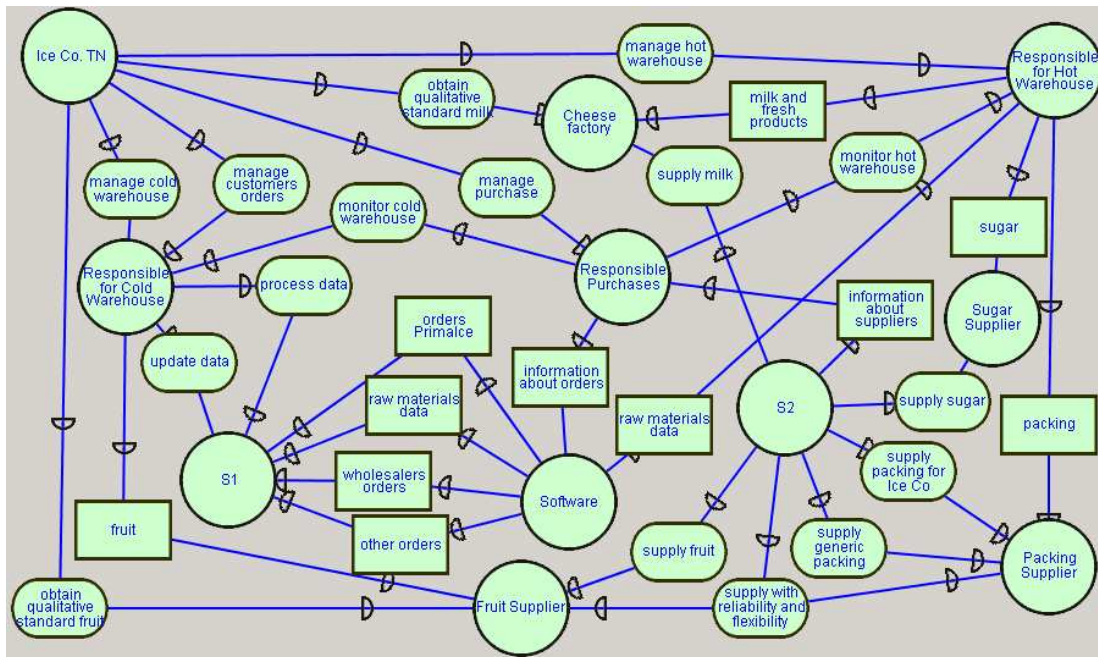 Ice Co. TN
manage hot
warehouse
Responsible
for Hot
Warehouse
obtain
qualitative
standard milk
Cheese
factory
milk and
fresh
products
manage cold
warehouse
manage
customers
orders
manage
purchase
supply milk
monitor hot
warehouse
monitor cold
warehouse
sugar
Responsible
for Cold
Warehouse
process data
Responsible
Purchases
information
about
suppliers
Sugar
Supplier
orders
PrimaIce
update data
information
about orders
raw materials
data
raw materials
data
S2
supply sugar
packing
S1
wholesalers
orders
Software
supply
packing for
Ice Co
fruit
other orders
supply fruit
supply
generic
packing
Packing
Supplier
obtain
qualitative
standard fruit
Fruit Supplier
supply with
reliability and
flexibility